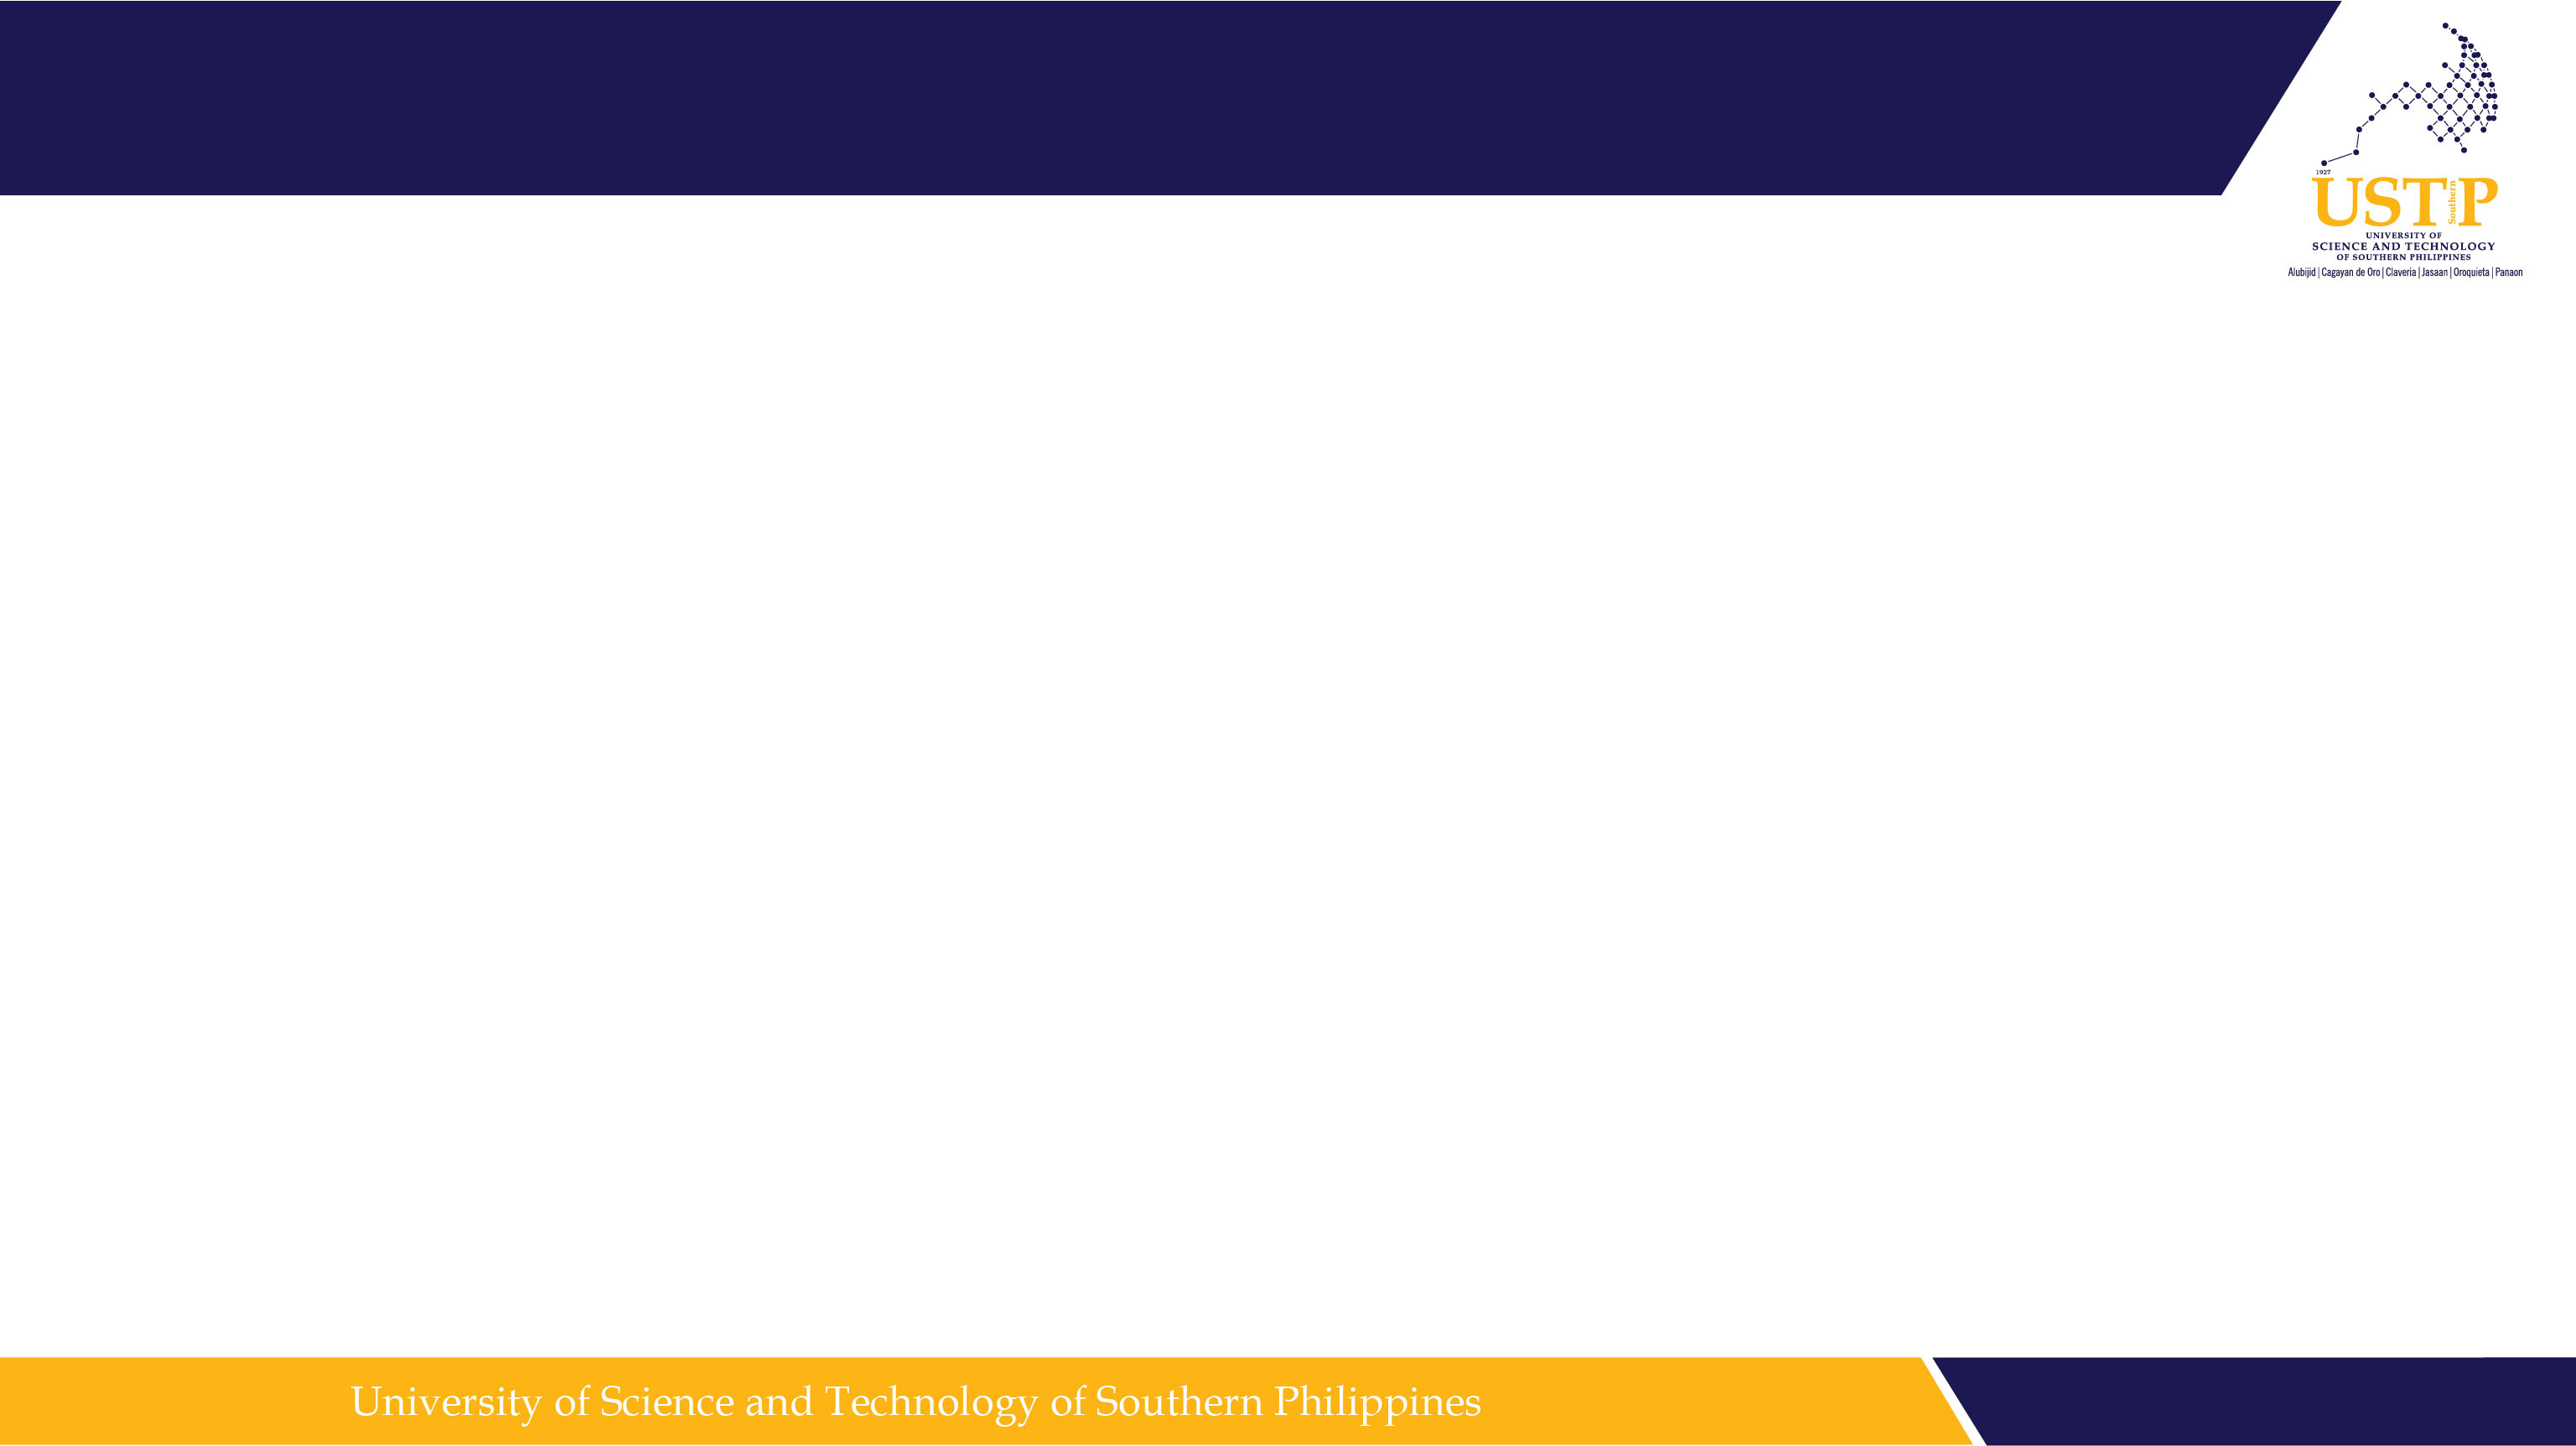 1927
USTP
Southern
UNIVERSITY OF
SCIENCE AND TECHNOLOGY
OF SOUTHERN PHILIPPINES
Alubijid | Cagayan de Oro | Claveria | Jasaan | Oroquieta | Panaon
University of Science and Technology of Southern Philippines